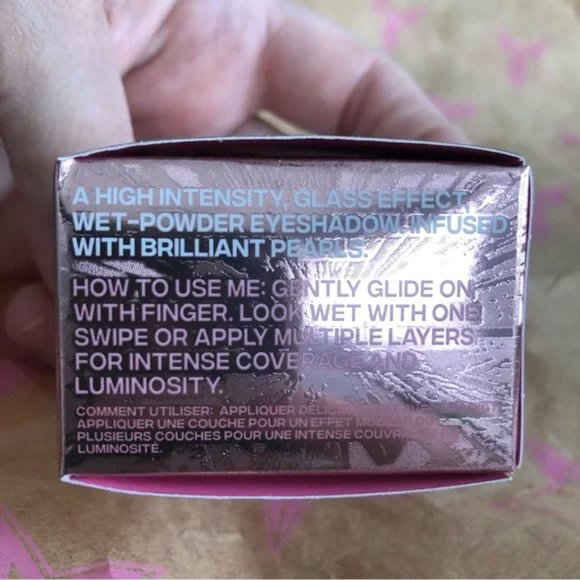 A HIGH INTENSITY, GLASS EFFECT,
WET-POWDER EYESHADOW, INFUSED
WITH BRILLIANT PEARLS.
HOW TO USE ME: GENTLY GLIDE ON
WITH FINGER. LOOK WET WITH ONE
SWIPE OR APPLY MULTIPLE LAYERS
FOR INTENSE COVERAGE AND
LUMINOSITY.
COMMENT UTILISER: APPLIQUER
APPLIQUER UNE COUCHE POUR UN EFFET
PLUSIEURS COUCHES POUR UNE INTENSE
LUMINOSITÉ.